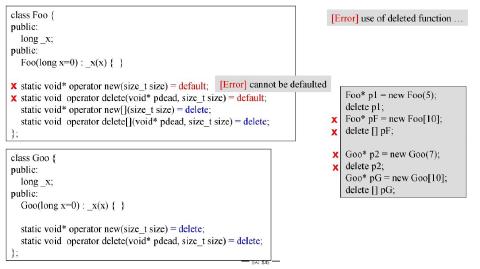 class Foo {
public:
long _x;
public:
Foo(long x=0) : _x(x) { }
x static void* operator new(size_t size) = default;
x static void operator delete(void* pdead, size_t size) = default;
static void* operator new[](size_t size) = delete;
static void operator delete[](void* pdead, size_t size) = delete;
};
[Error] cannot be defaulted
[Error] use of deleted function …
class Goo {
public:
long _x;
public:
Goo(long x=0) : _x(x) { }
static void* operator new(size_t size) = delete;
static void operator delete(void* pdead, size_t size) = delete;
};
Foo* p1 = new Foo(5);
delete p1;
x Foo* pF = new Foo[10];
x delete [] pF;
x Goo* p2 = new Goo(7);
x delete p2;
Goo* pG = new Goo[10];
delete [] pG;